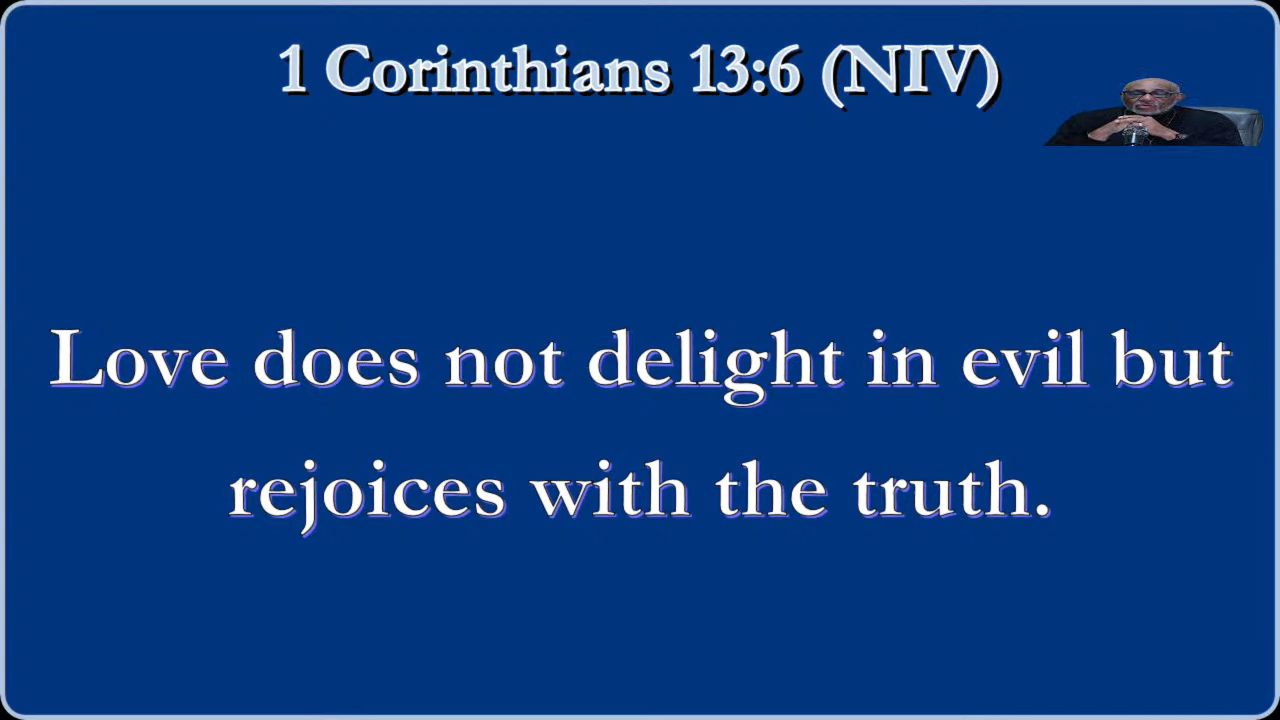 1 Corinthians 13:6 (NIV)
Love does not delight in evil but
rejoices with the truth.